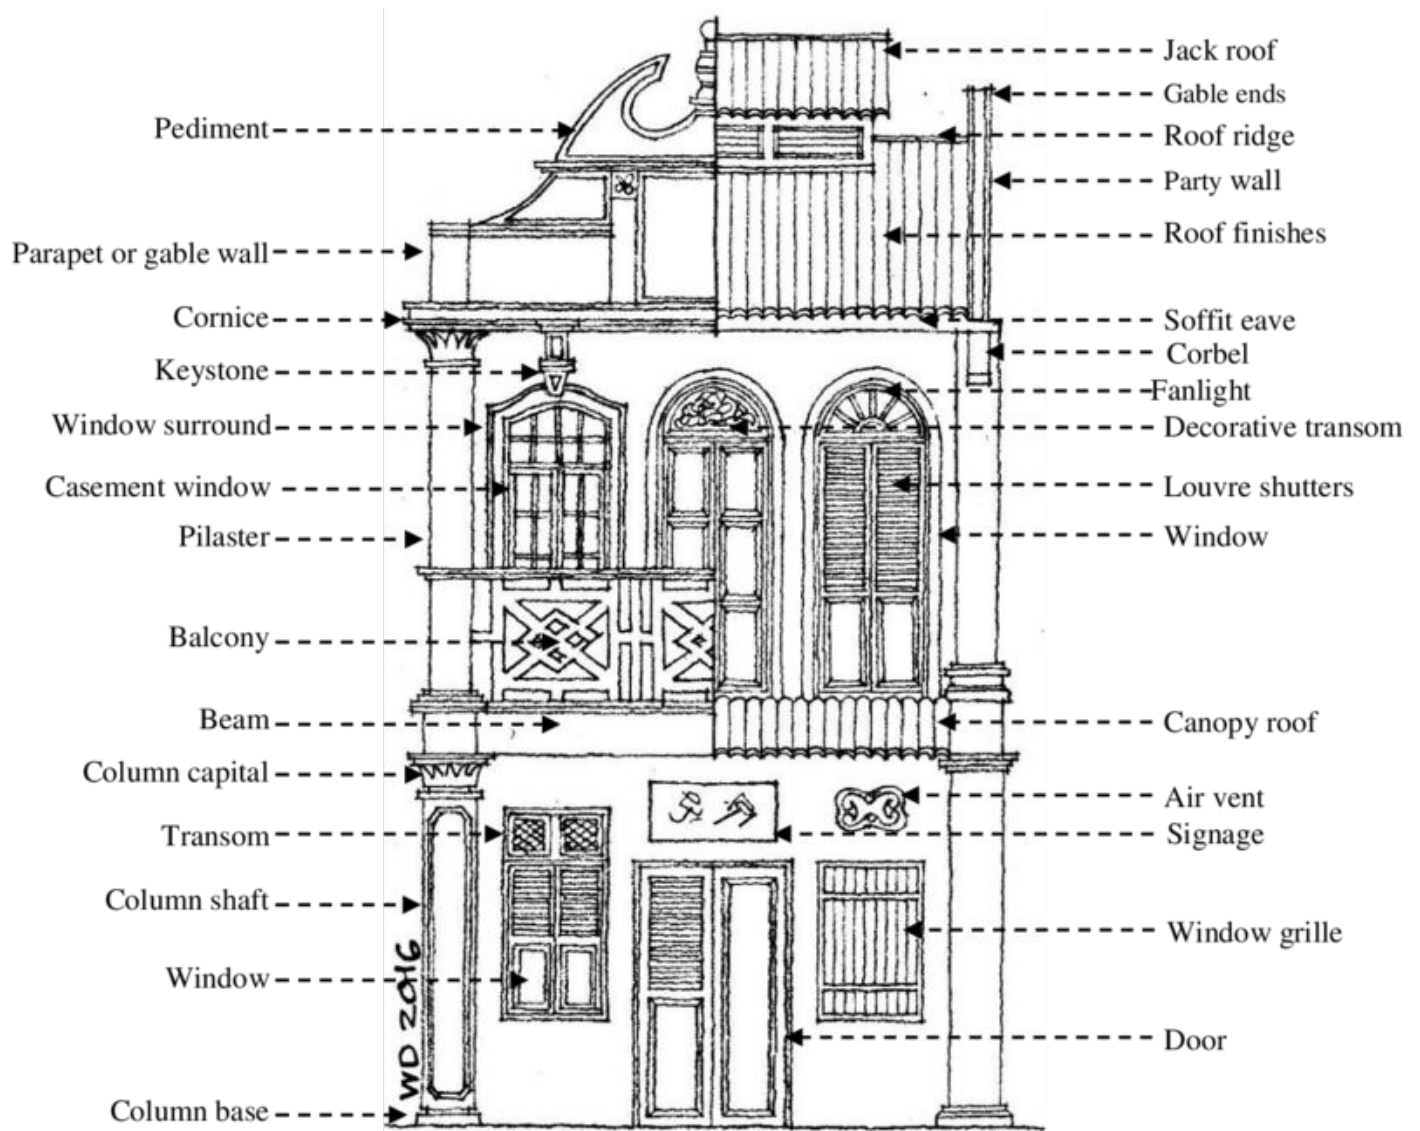 Pediment
Parapet or gable wall
Cornice
Keystone
Window surround
Casement window
Pilaster
Balcony
Beam
Column capital
Transom
Column shaft
Window
Column base
WD 2016
Jack roof
Gable ends
Roof ridge
Party wall
Roof finishes
Soffit eave
Corbel
Fanlight
Decorative transom
Louvre shutters
Window
Canopy roof
Air vent
Signage
Window grille
Door